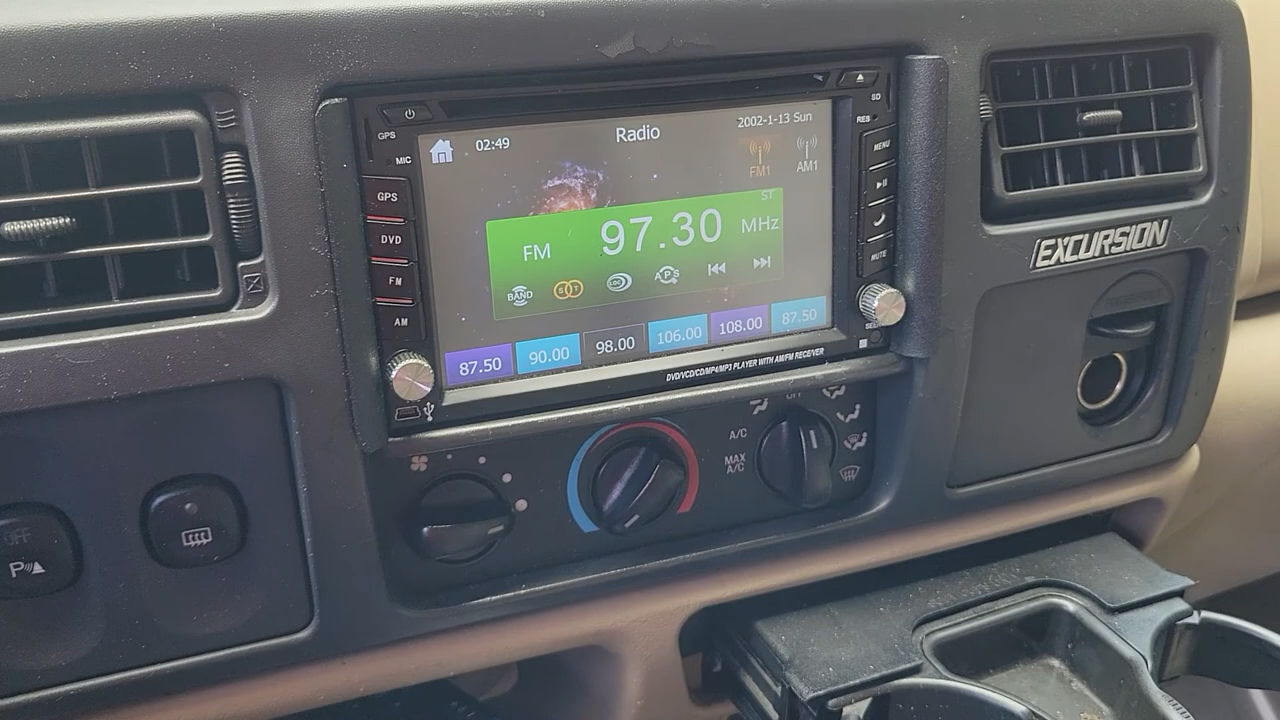 GPS
MIC
GPS
DVD
FM
AM
02:49
Radio
2002-1-13 Sun
FM1
AM1
ST
FM 97.30 MHz
BAND
ST
LOC
APS
87.50 90.00 98.00 106.00 108.00 87.50
DVD/VCD/CD/MP4/MP3 PLAYER WITH AM/FM RECEIVER
SD
RES
MENU
MUTE
EXCURSION
OFF
A/C
MAX
A/C
OFF
P